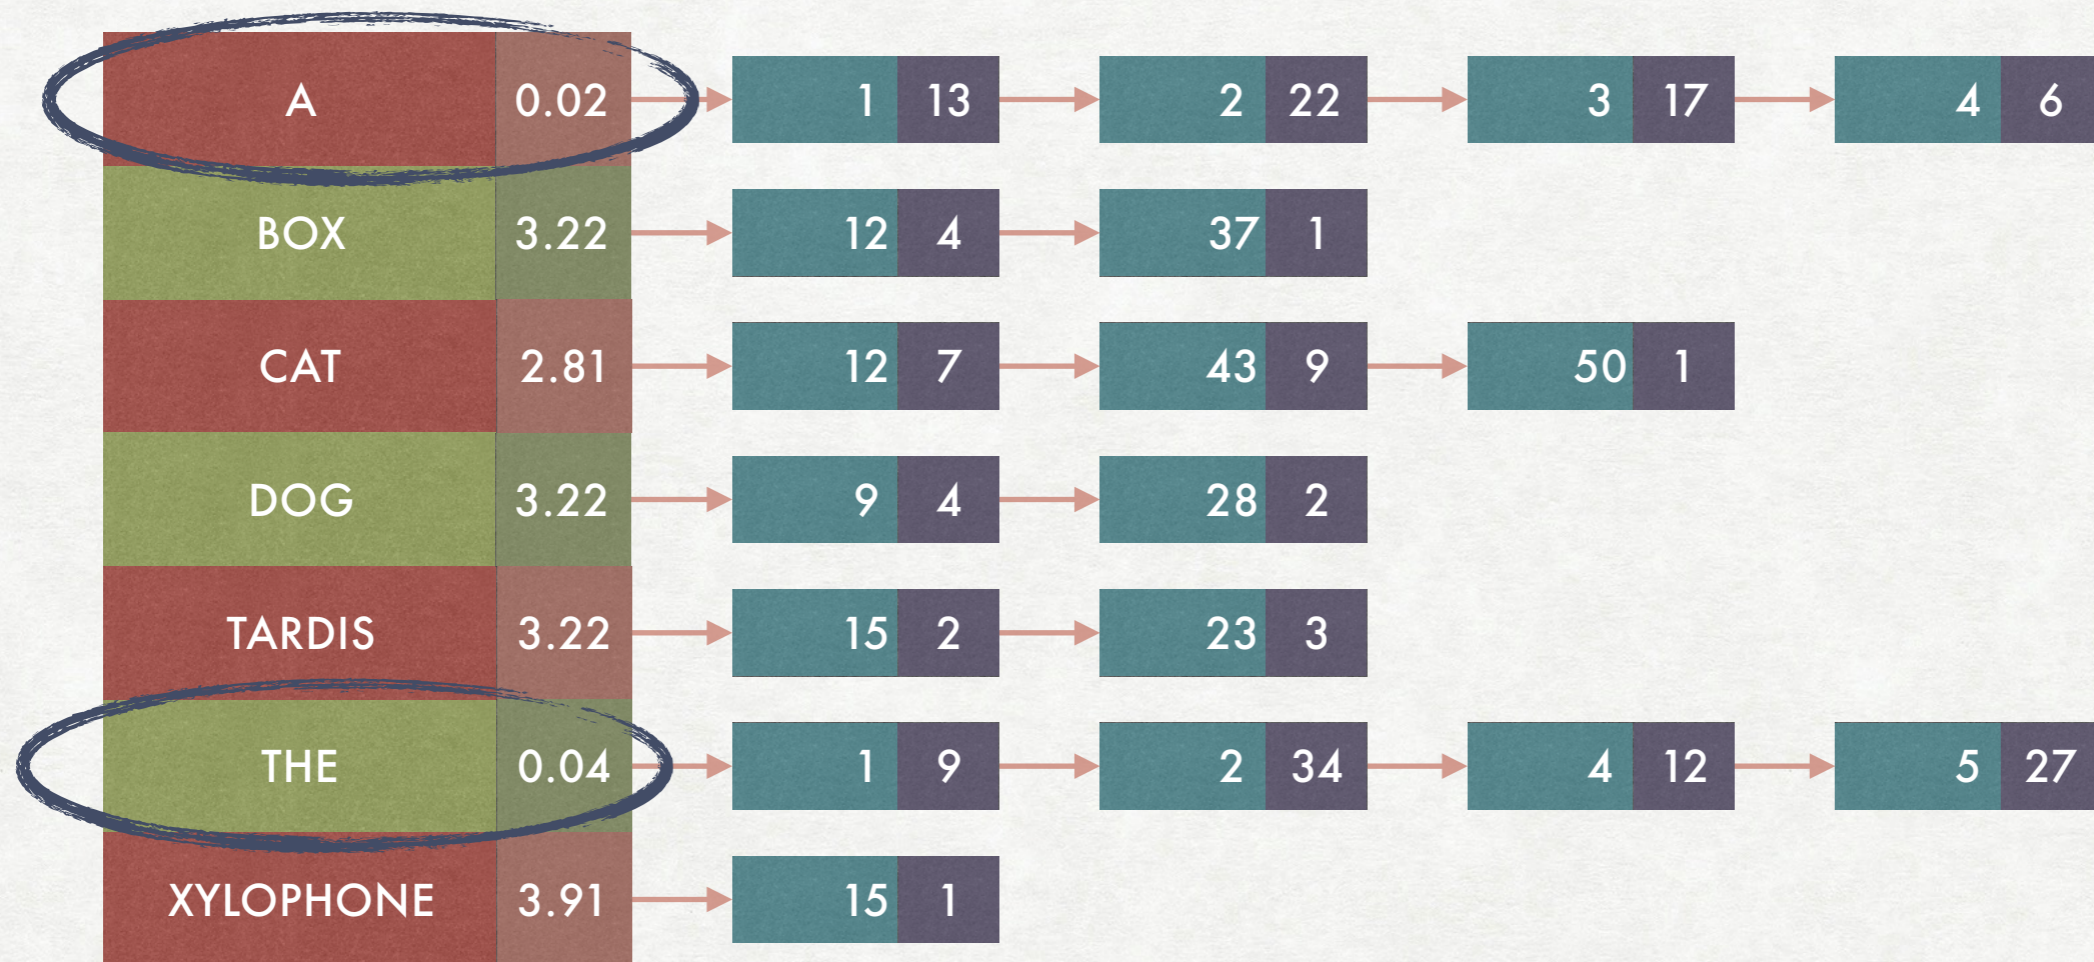 A 0.02 1 13 2 22 3 17 4 6
BOX 3.22 12 4 37 1
CAT 2.81 12 7 43 9 50 1
DOG 3.22 9 4 28 2
TARDIS 3.22 15 2 23 3
THE 0.04 1 9 2 34 4 12 5 27
XYLOPHONE 3.91 15 1